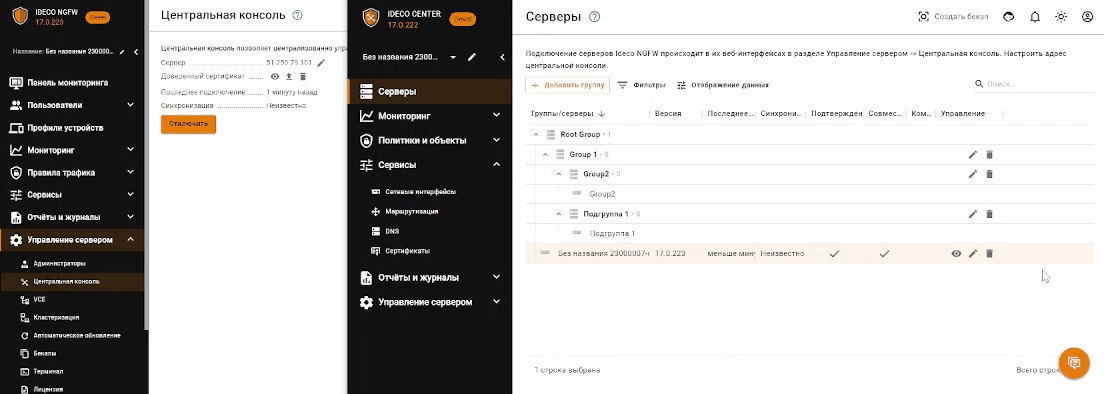 IDECO NGFW
17.0.223
Devel
Название: Без названия 23000...
Панель мониторинга
Пользователи
Профили устройств
Мониторинг
Правила трафика
Сервисы
Отчёты и журналы
Управление сервером
Администраторы
Центральная консоль
VCE
Кластеризация
Автоматическое обновление
Бекапы
Терминал
Лицензия
Центральная консоль
Центральная консоль позволяет централизованно упра
Сервер 51.250.79.101
Доверенный сертификат
Последнее подключение 1 минуту назад
Синхронизация Неизвестно
Отключить
IDECO CENTER
17.0.222
Devel
Без названия 2300...
Серверы
Мониторинг
Политики и объекты
Сервисы
Сетевые интерфейсы
Маршрутизация
DNS
Сертификаты
Отчёты и журналы
Управление сервером
Серверы
Создать бекап
Подключение серверов Ideco NGFW происходит в их веб-интерфейсах в разделе Управление сервером -> Центральная консоль. Настроить адрес
центральной консоли.
+ Добавить группу
Фильтры
Отображение данных
Поиск...
Группы/серверы Версия Последнее... Синхрони... Подтвержден Совмес... Ком... Управление
Root Group · 1
Group 1 · 0
Group2 · 0
Group2
Подгруппа 1 · 0
Подгруппа 1
Без названия 23000007-( 17.0.223 меньше мину Неизвестно
1 строка выбрана
Всего строк